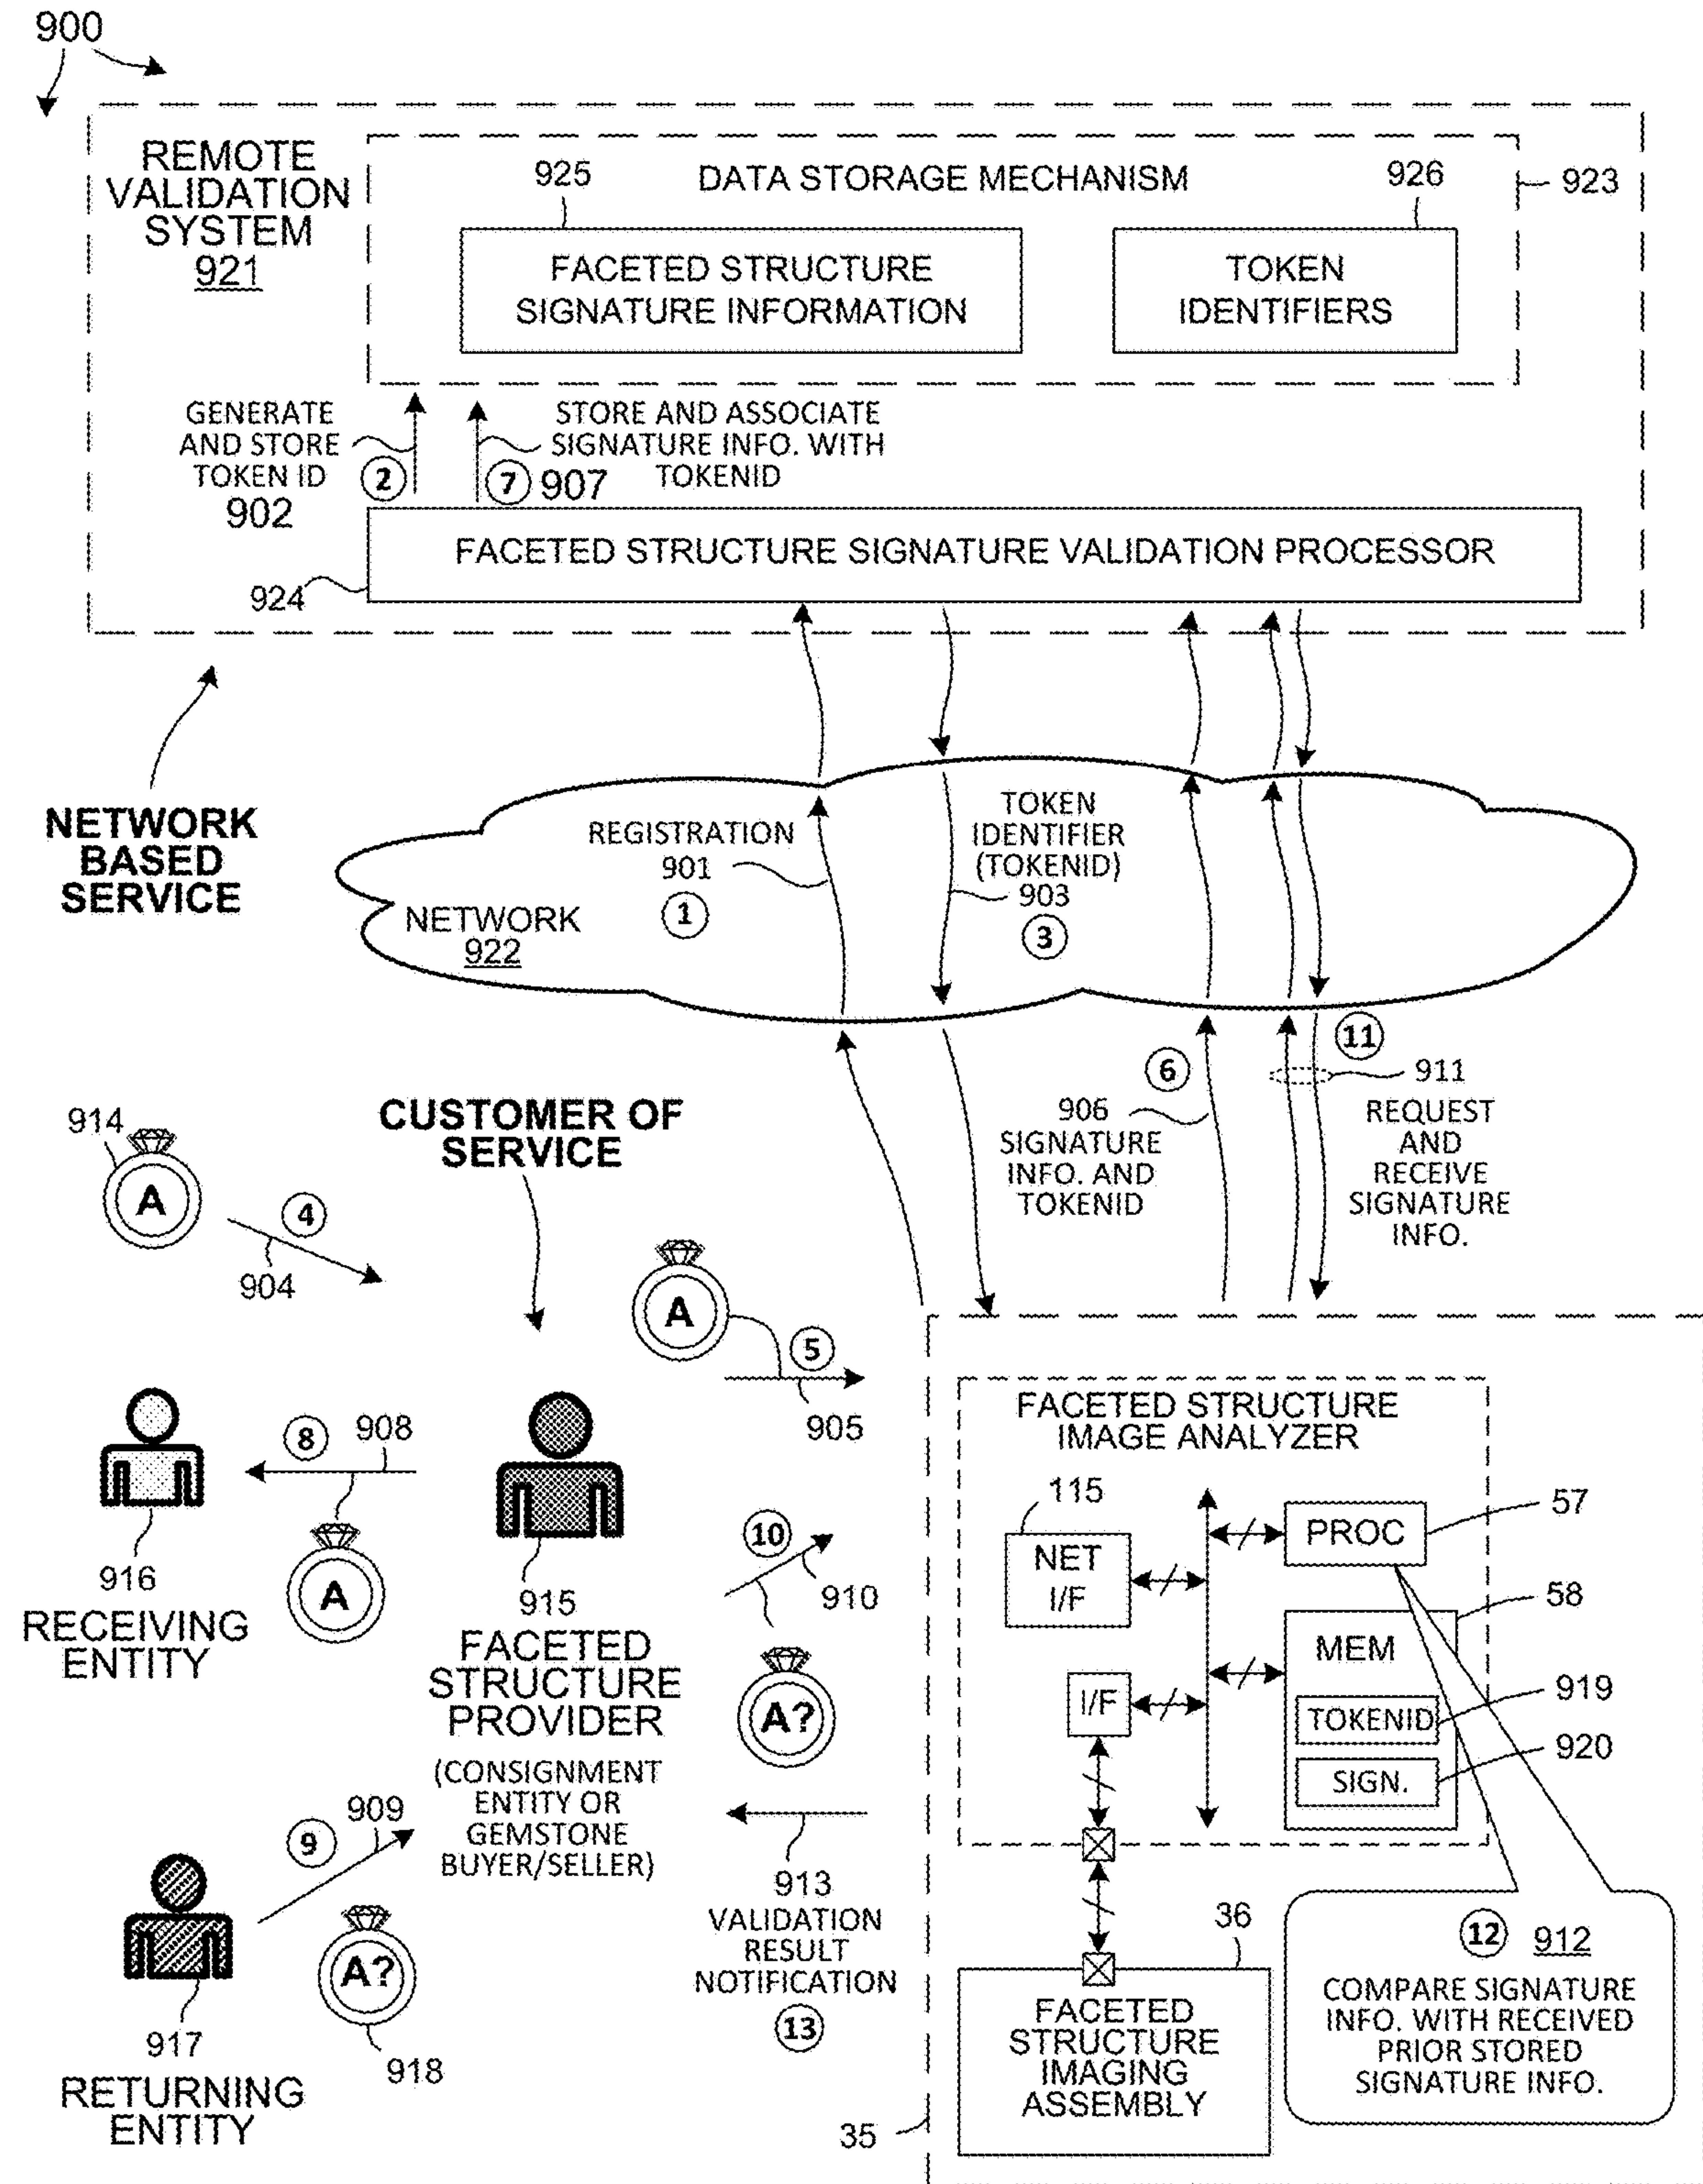 900
REMOTE
VALIDATION
SYSTEM
921
925
DATA STORAGE MECHANISM
926
923
FACETED STRUCTURE
SIGNATURE INFORMATION
TOKEN
IDENTIFIERS
GENERATE
AND STORE
TOKEN ID
902
2
STORE AND ASSOCIATE
SIGNATURE INFO. WITH
TOKENID
7 907
FACETED STRUCTURE SIGNATURE VALIDATION PROCESSOR
924
NETWORK
BASED
SERVICE
REGISTRATION
901
1
TOKEN
IDENTIFIER
(TOKENID)
903
3
NETWORK
922
11
6
911
906
SIGNATURE
INFO. AND
TOKENID
REQUEST
AND
RECEIVE
SIGNATURE
INFO.
CUSTOMER OF
SERVICE
914
A
4
904
A
5
905
8
908
A
916
RECEIVING
ENTITY
915
FACETED
STRUCTURE
PROVIDER
(CONSIGNMENT
ENTITY OR
GEMSTONE
BUYER/SELLER)
10
910
A?
9
909
917
RETURNING
ENTITY
A?
918
913
VALIDATION
RESULT
NOTIFICATION
13
FACETED STRUCTURE
IMAGE ANALYZER
115
NET
I/F
PROC
57
58
MEM
I/F
TOKENID
919
SIGN.
920
36
FACETED
STRUCTURE
IMAGING
ASSEMBLY
35
12 912
COMPARE SIGNATURE
INFO. WITH RECEIVED
PRIOR STORED
SIGNATURE INFO.